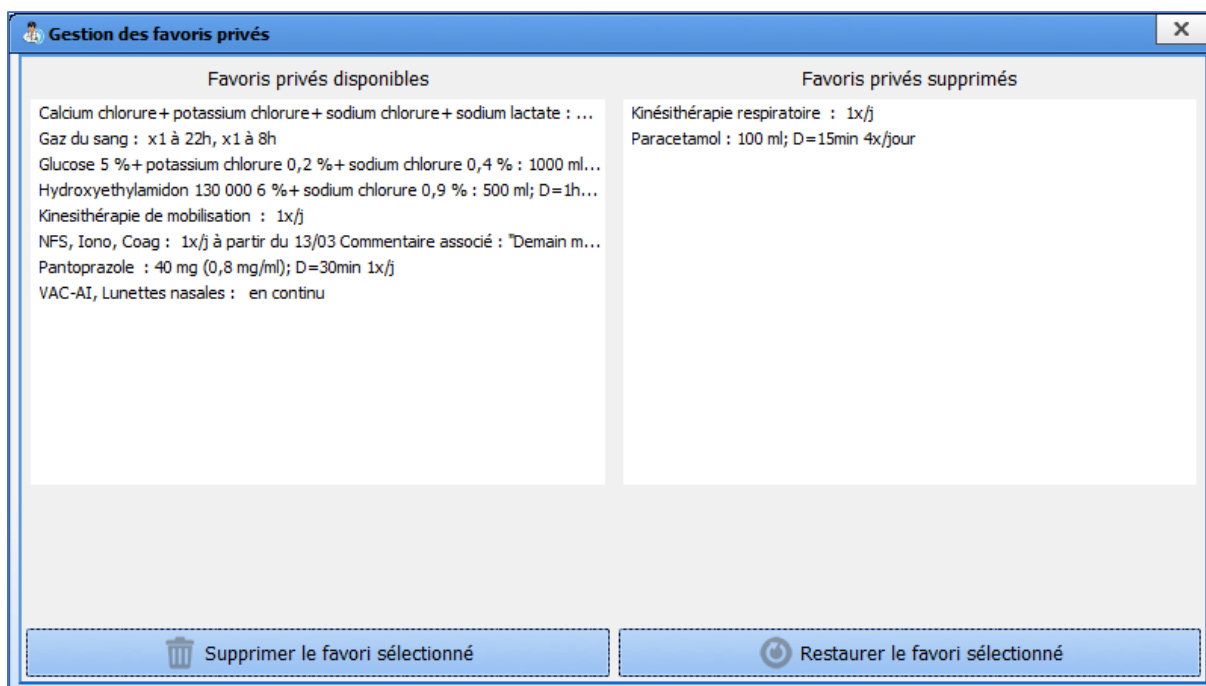 Gestion des favoris privés
Favoris privés disponibles
Calcium chlorure+ potassium chlorure+ sodium chlorure+ sodium lactate : ...
Gaz du sang : x1 à 22h, x1 à 8h
Glucose 5 %+ potassium chlorure 0,2 %+ sodium chlorure 0,4 % : 1000 ml...
Hydroxyethylamidon 130 000 6 %+ sodium chlorure 0,9 % : 500 ml; D=1h...
Kinesithérapie de mobilisation : 1x/j
NFS, Iono, Coag : 1x/j à partir du 13/03 Commentaire associé : "Demain m...
Pantoprazole : 40 mg (0,8 mg/ml); D=30min 1x/j
VAC-AI, Lunettes nasales : en continu
Favoris privés supprimés
Kinésithérapie respiratoire : 1x/j
Paracetamol : 100 ml; D=15min 4x/jour
Supprimer le favori sélectionné
Restaurer le favori sélectionné